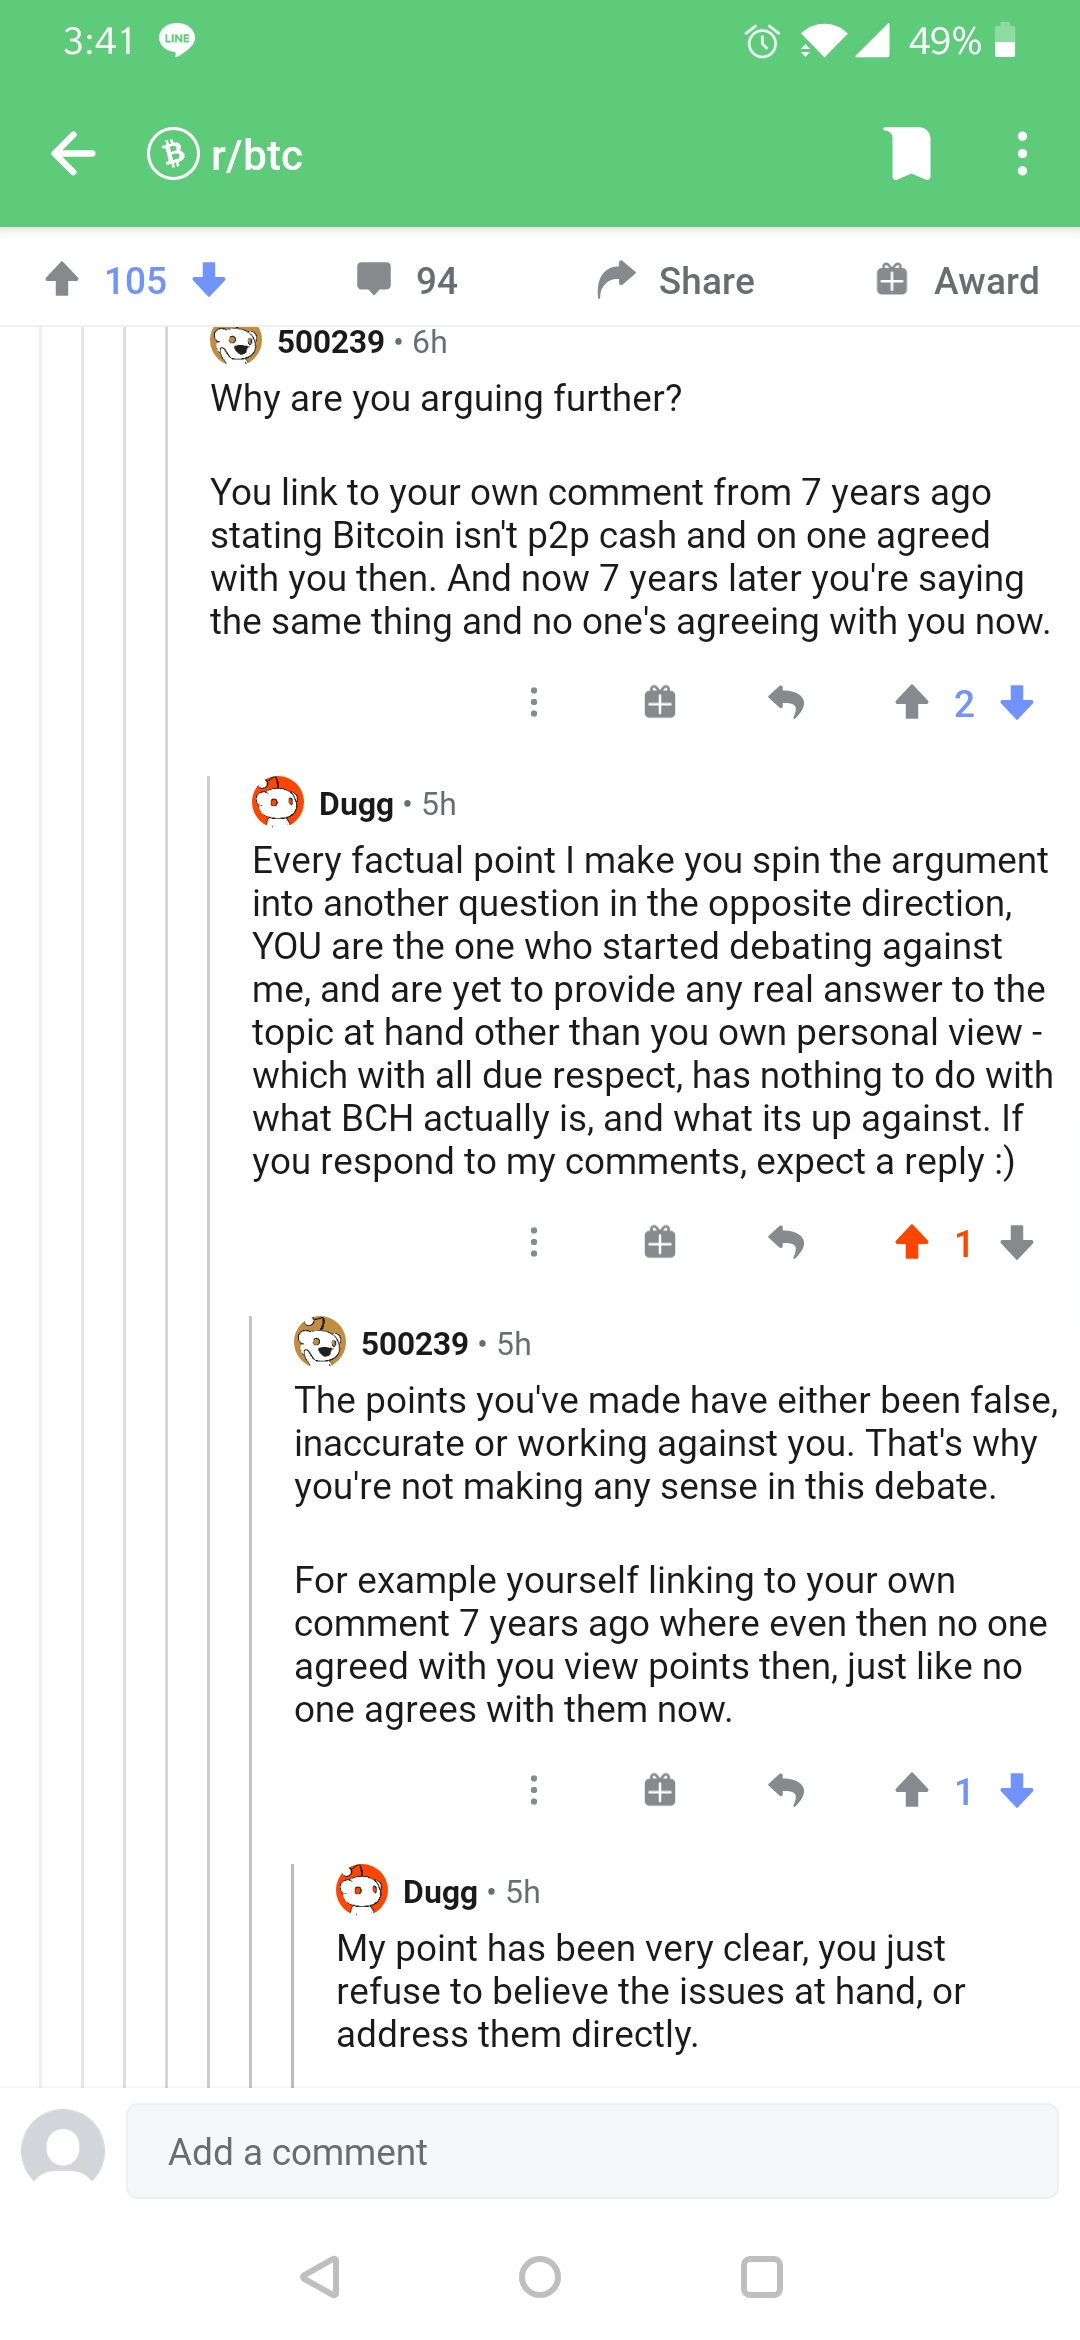 3:41 LINE 49%
r/btc
105 94 Share Award
500239 • 6h
Why are you arguing further?
You link to your own comment from 7 years ago
stating Bitcoin isn't p2p cash and on one agreed
with you then. And now 7 years later you're saying
the same thing and no one's agreeing with you now.
2
Dugg • 5h
Every factual point I make you spin the argument
into another question in the opposite direction,
YOU are the one who started debating against
me, and are yet to provide any real answer to the
topic at hand other than you own personal view -
which with all due respect, has nothing to do with
what BCH actually is, and what its up against. If
you respond to my comments, expect a reply :)
1
500239 • 5h
The points you've made have either been false,
inaccurate or working against you. That's why
you're not making any sense in this debate.
For example yourself linking to your own
comment 7 years ago where even then no one
agreed with you view points then, just like no
one agrees with them now.
1
Dugg • 5h
My point has been very clear, you just
refuse to believe the issues at hand, or
address them directly.
Add a comment